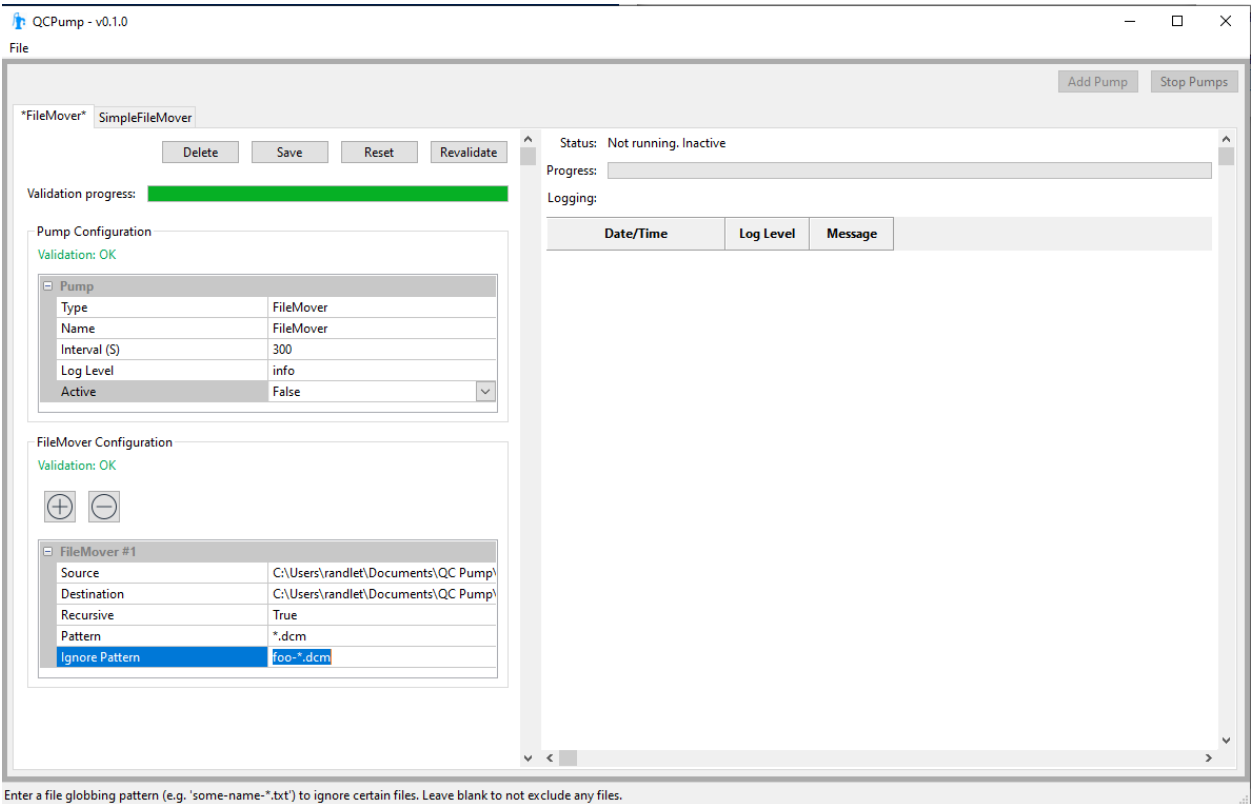 QCPump - v0.1.0
File
Add Pump Stop Pumps
*FileMover* SimpleFileMover
Delete Save Reset Revalidate
Validation progress:
Pump Configuration
Validation: OK
Pump
Type FileMover
Name FileMover
Interval (S) 300
Log Level info
Active False
FileMover Configuration
Validation: OK
FileMover #1
Source C:\Users\randlet\Documents\QC Pump\
Destination C:\Users\randlet\Documents\QC Pump\
Recursive True
Pattern *.dcm
Ignore Pattern foo-*.dcm
Status: Not running. Inactive
Progress:
Logging:
Date/Time Log Level Message
Enter a file globbing pattern (e.g. 'some-name-*.txt') to ignore certain files. Leave blank to not exclude any files.